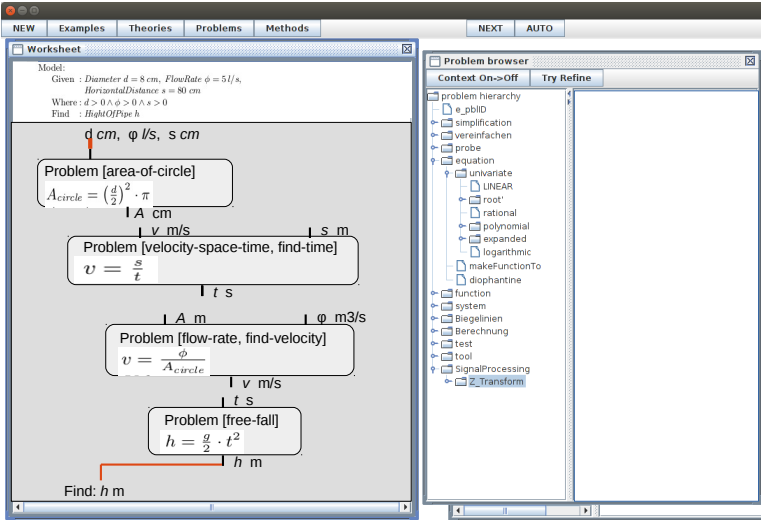 NEW Examples Theories Problems Methods NEXT AUTO
Worksheet
Model:
Given : Diameter d = 8 cm, FlowRate ϕ = 5 l/s,
HorizontalDistance s = 80 cm
Where : d > 0 ∧ ϕ > 0 ∧ s > 0
Find : HightOfPipe h
d cm, φ l/s, s cm
Problem [area-of-circle]
A_circle = (d/2)^2 · π
A cm
v m/s s m
Problem [velocity-space-time, find-time]
v = s/t
t s
A m φ m3/s
Problem [flow-rate, find-velocity]
v = ϕ/A_circle
v m/s
t s
Problem [free-fall]
h = g/2 · t^2
h m
Find: h m
Problem browser
Context On->Off Try Refine
problem hierarchy
e_pblID
simplification
vereinfachen
probe
equation
univariate
LINEAR
root'
rational
polynomial
expanded
logarithmic
makeFunctionTo
diophantine
function
system
Biegelinien
Berechnung
test
tool
SignalProcessing
Z_Transform